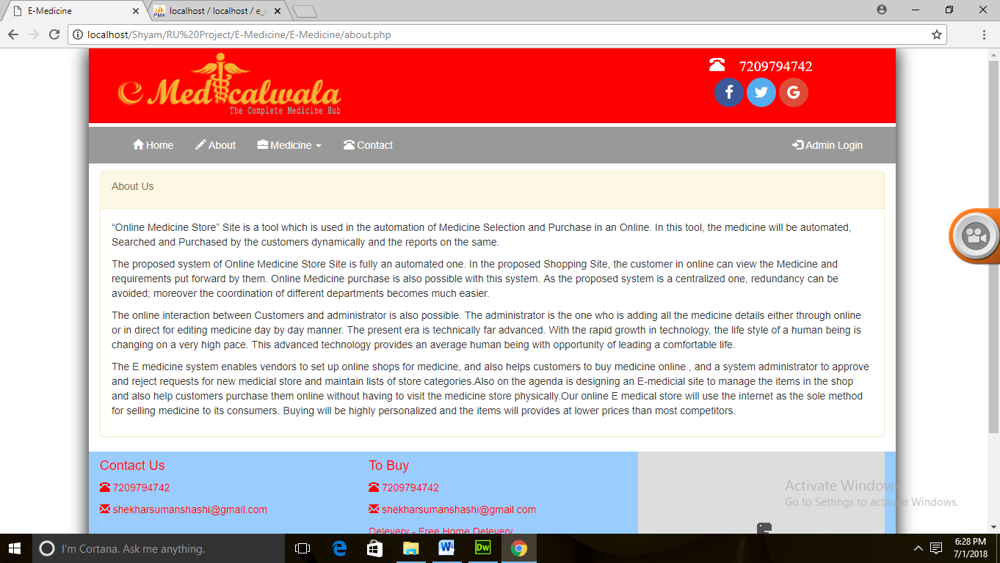 E-Medicine
localhost / localhost / e_
localhost/Shyam/RU%20Project/E-Medicine/E-Medicine/about.php
e Medicalwala
The Complete Medicine Hub
7209794742
Home About Medicine Contact Admin Login
About Us
“Online Medicine Store” Site is a tool which is used in the automation of Medicine Selection and Purchase in an Online. In this tool, the medicine will be automated,
Searched and Purchased by the customers dynamically and the reports on the same.
The proposed system of Online Medicine Store Site is fully an automated one. In the proposed Shopping Site, the customer in online can view the Medicine and
requirements put forward by them. Online Medicine purchase is also possible with this system. As the proposed system is a centralized one, redundancy can be
avoided; moreover the coordination of different departments becomes much easier.
The online interaction between Customers and administrator is also possible. The administrator is the one who is adding all the medicine details either through online
or in direct for editing medicine day by day manner. The present era is technically far advanced. With the rapid growth in technology, the life style of a human being is
changing on a very high pace. This advanced technology provides an average human being with opportunity of leading a comfortable life.
The E medicine system enables vendors to set up online shops for medicine, and also helps customers to buy medicine online , and a system administrator to approve
and reject requests for new medicial store and maintain lists of store categories.Also on the agenda is designing an E-medicial site to manage the items in the shop
and also help customers purchase them online without having to visit the medicine store physically.Our online E medical store will use the internet as the sole method
for selling medicine to its consumers. Buying will be highly personalized and the items will provides at lower prices than most competitors.
Contact Us
7209794742
shekharsumanshashi@gmail.com
To Buy
7209794742
shekharsumanshashi@gmail.com
Delevery - Free Home Delevery
Activate Windows
Go to Settings to activate Windows.
I'm Cortana. Ask me anything.
6:28 PM
7/1/2018